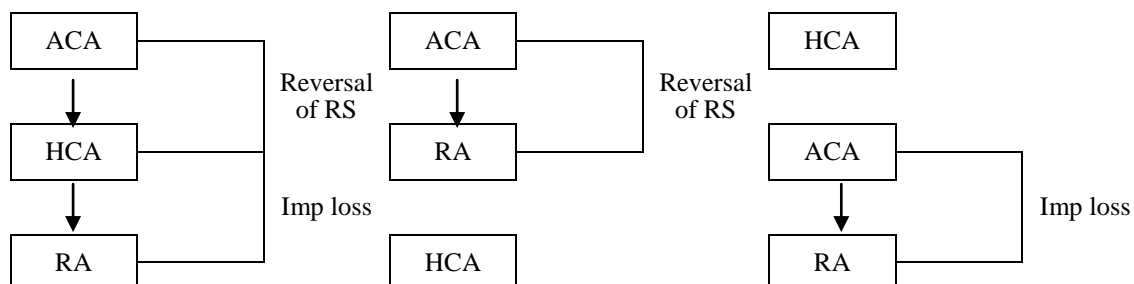 ACA
Reversal
of RS
HCA
Imp loss
RA
ACA
Reversal
of RS
RA
HCA
HCA
ACA
Imp loss
RA